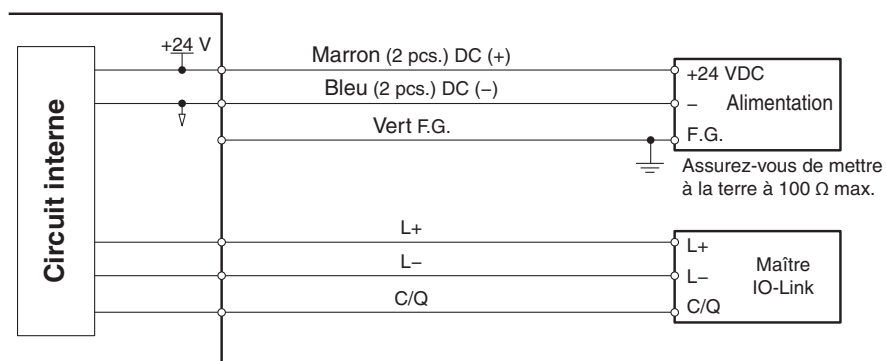 +24 V
Marron (2 pcs.) DC (+)
+24 VDC
Bleu (2 pcs.) DC (−)
– Alimentation
Vert F.G.
F.G.
Assurez-vous de mettre
à la terre à 100 Ω max.
Circuit interne
L+
L+
L−
L−
Maître
IO-Link
C/Q
C/Q